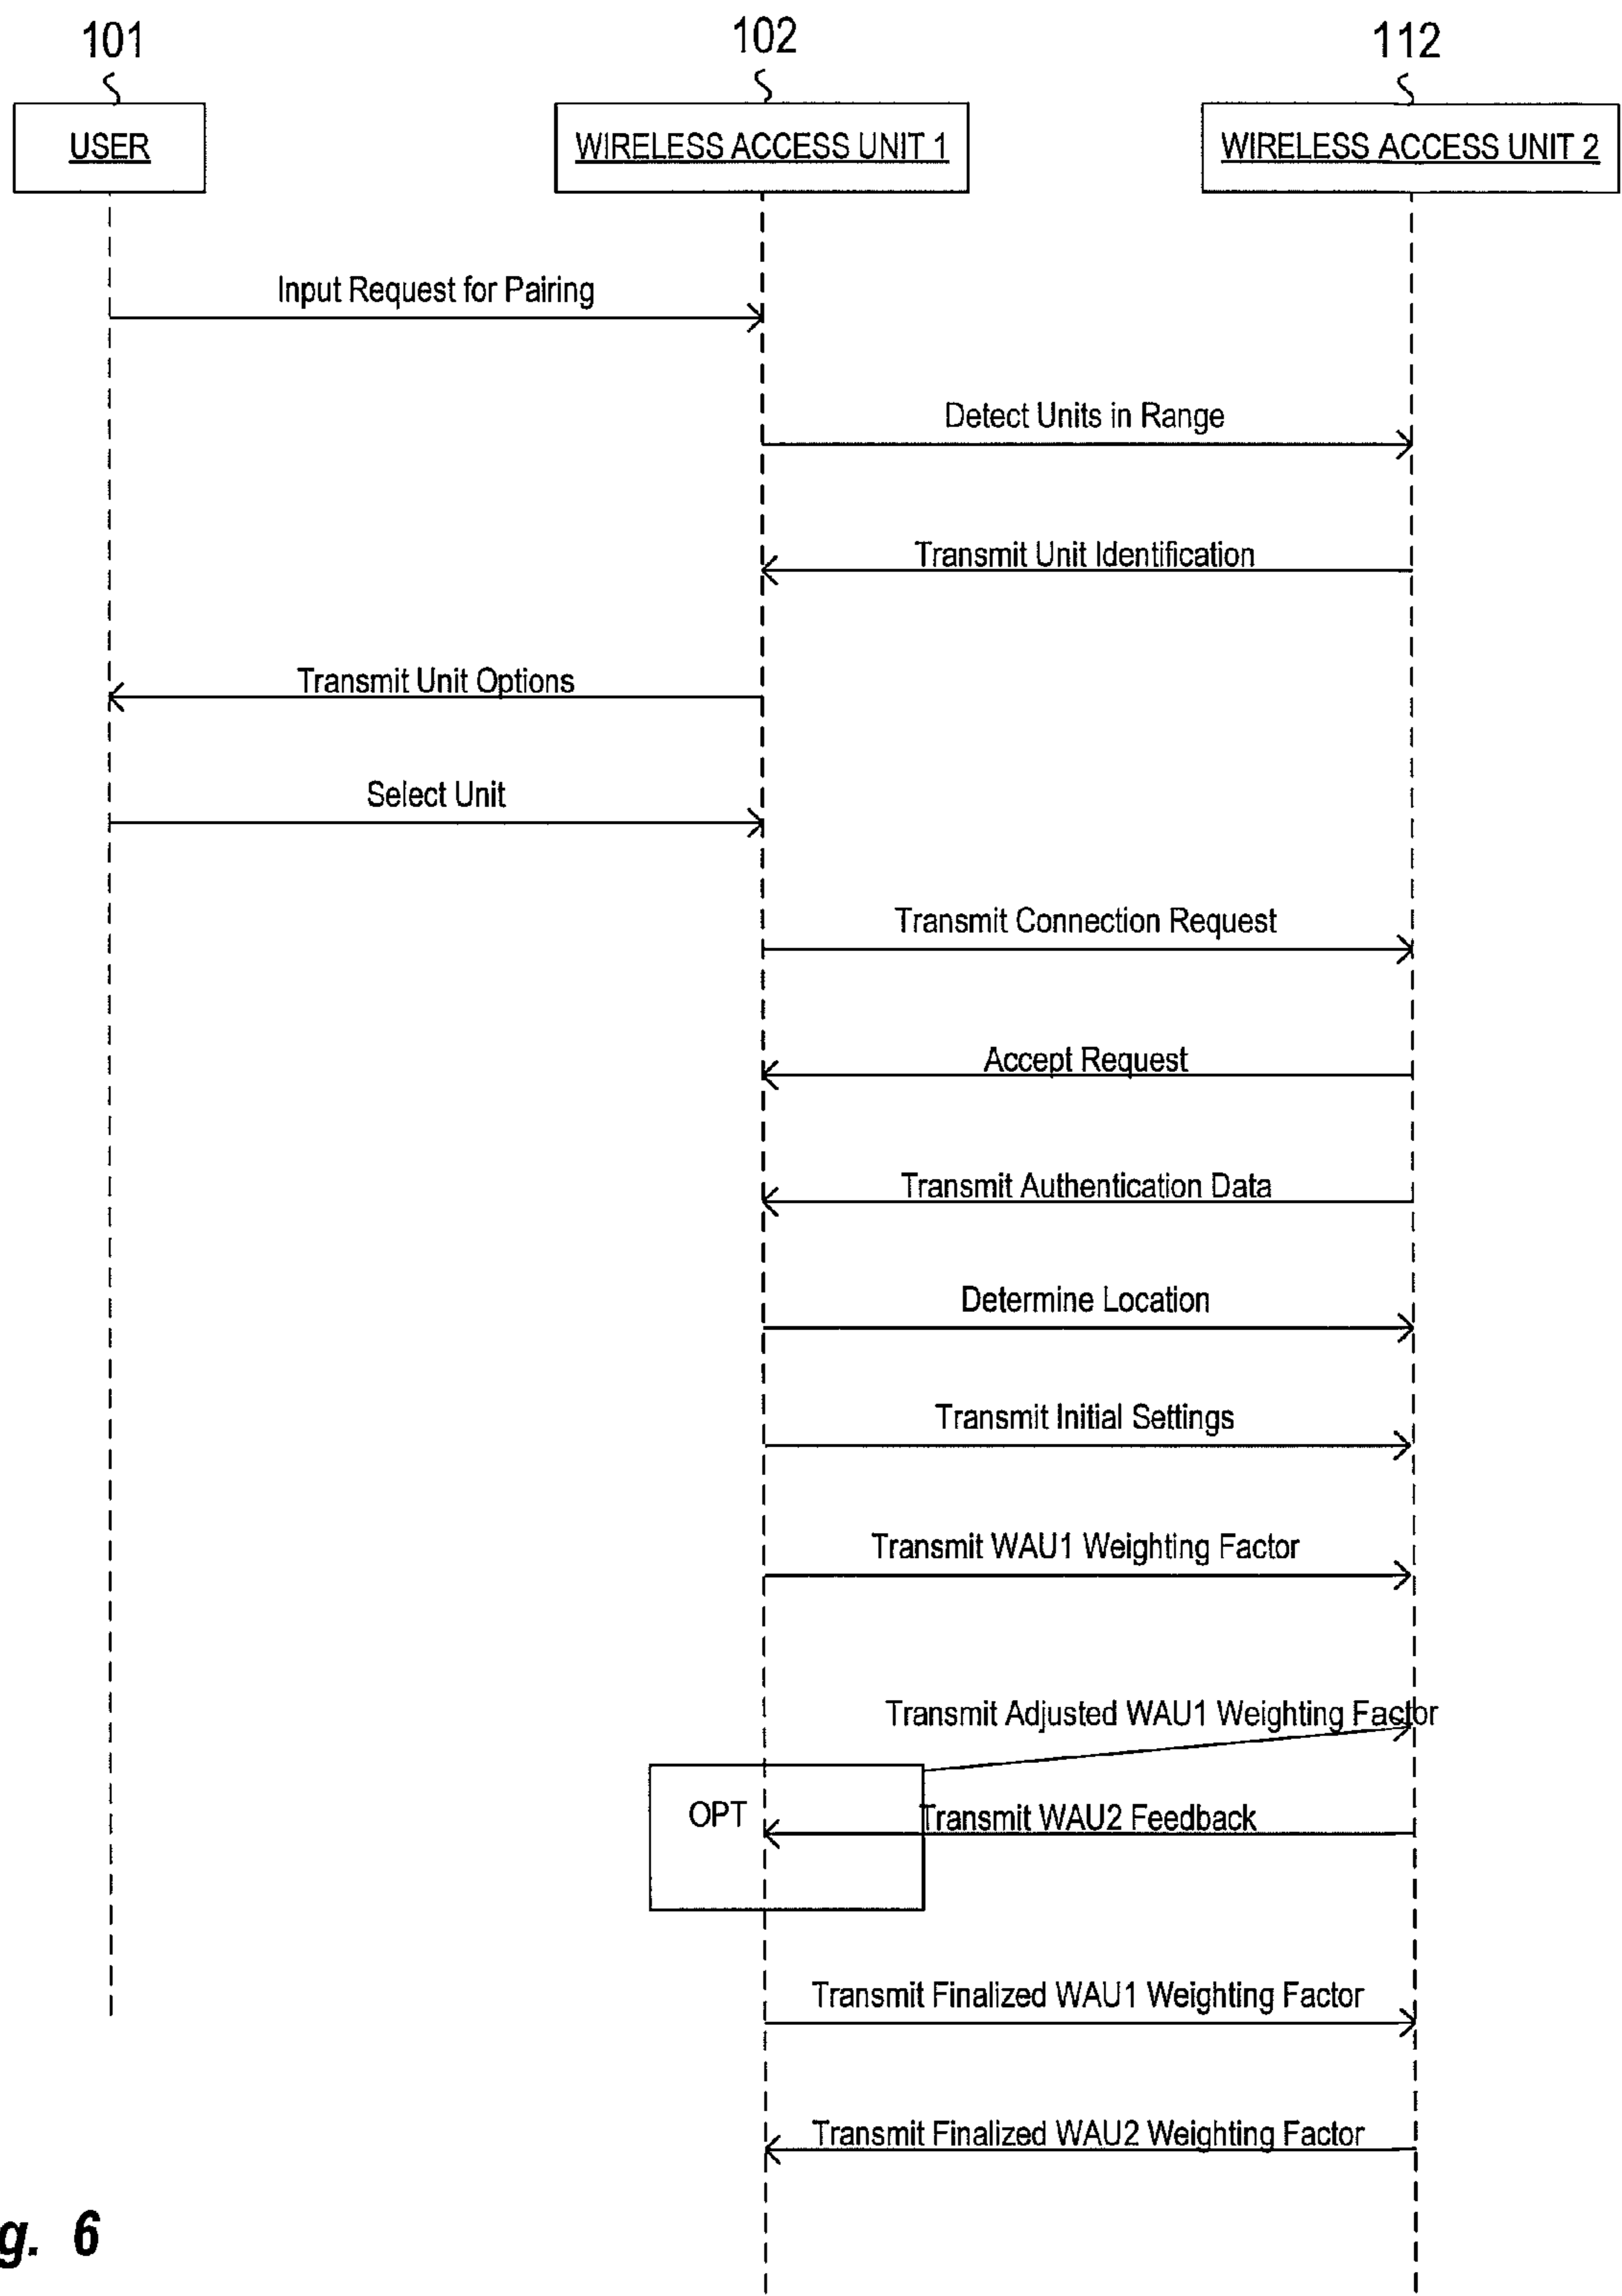 101
102
112
USER
WIRELESS ACCESS UNIT 1
WIRELESS ACCESS UNIT 2
Input Request for Pairing
Detect Units in Range
Transmit Unit Identification
Transmit Unit Options
Select Unit
Transmit Connection Request
Accept Request
Transmit Authentication Data
Determine Location
Transmit Initial Settings
Transmit WAU1 Weighting Factor
Transmit Adjusted WAU1 Weighting Factor
OPT
Transmit WAU2 Feedback
Transmit Finalized WAU1 Weighting Factor
Transmit Finalized WAU2 Weighting Factor
g. 6